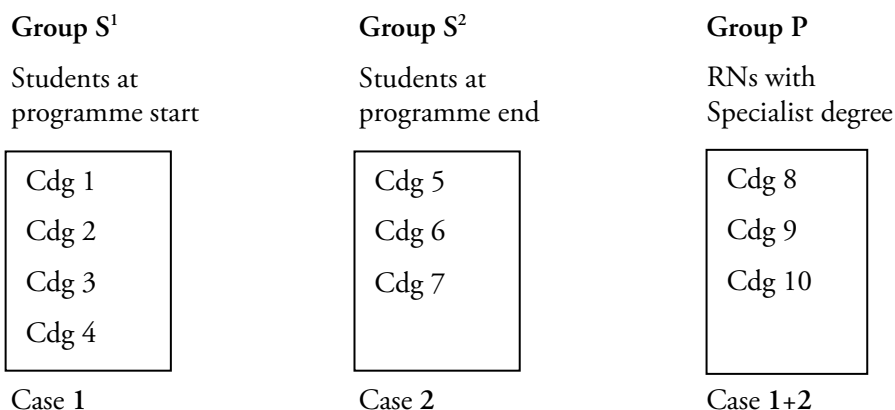 Group S¹
Students at
programme start
Cdg 1
Cdg 2
Cdg 3
Cdg 4
Case 1
Group S²
Students at
programme end
Cdg 5
Cdg 6
Cdg 7
Case 2
Group P
RNs with
Specialist degree
Cdg 8
Cdg 9
Cdg 10
Case 1+2